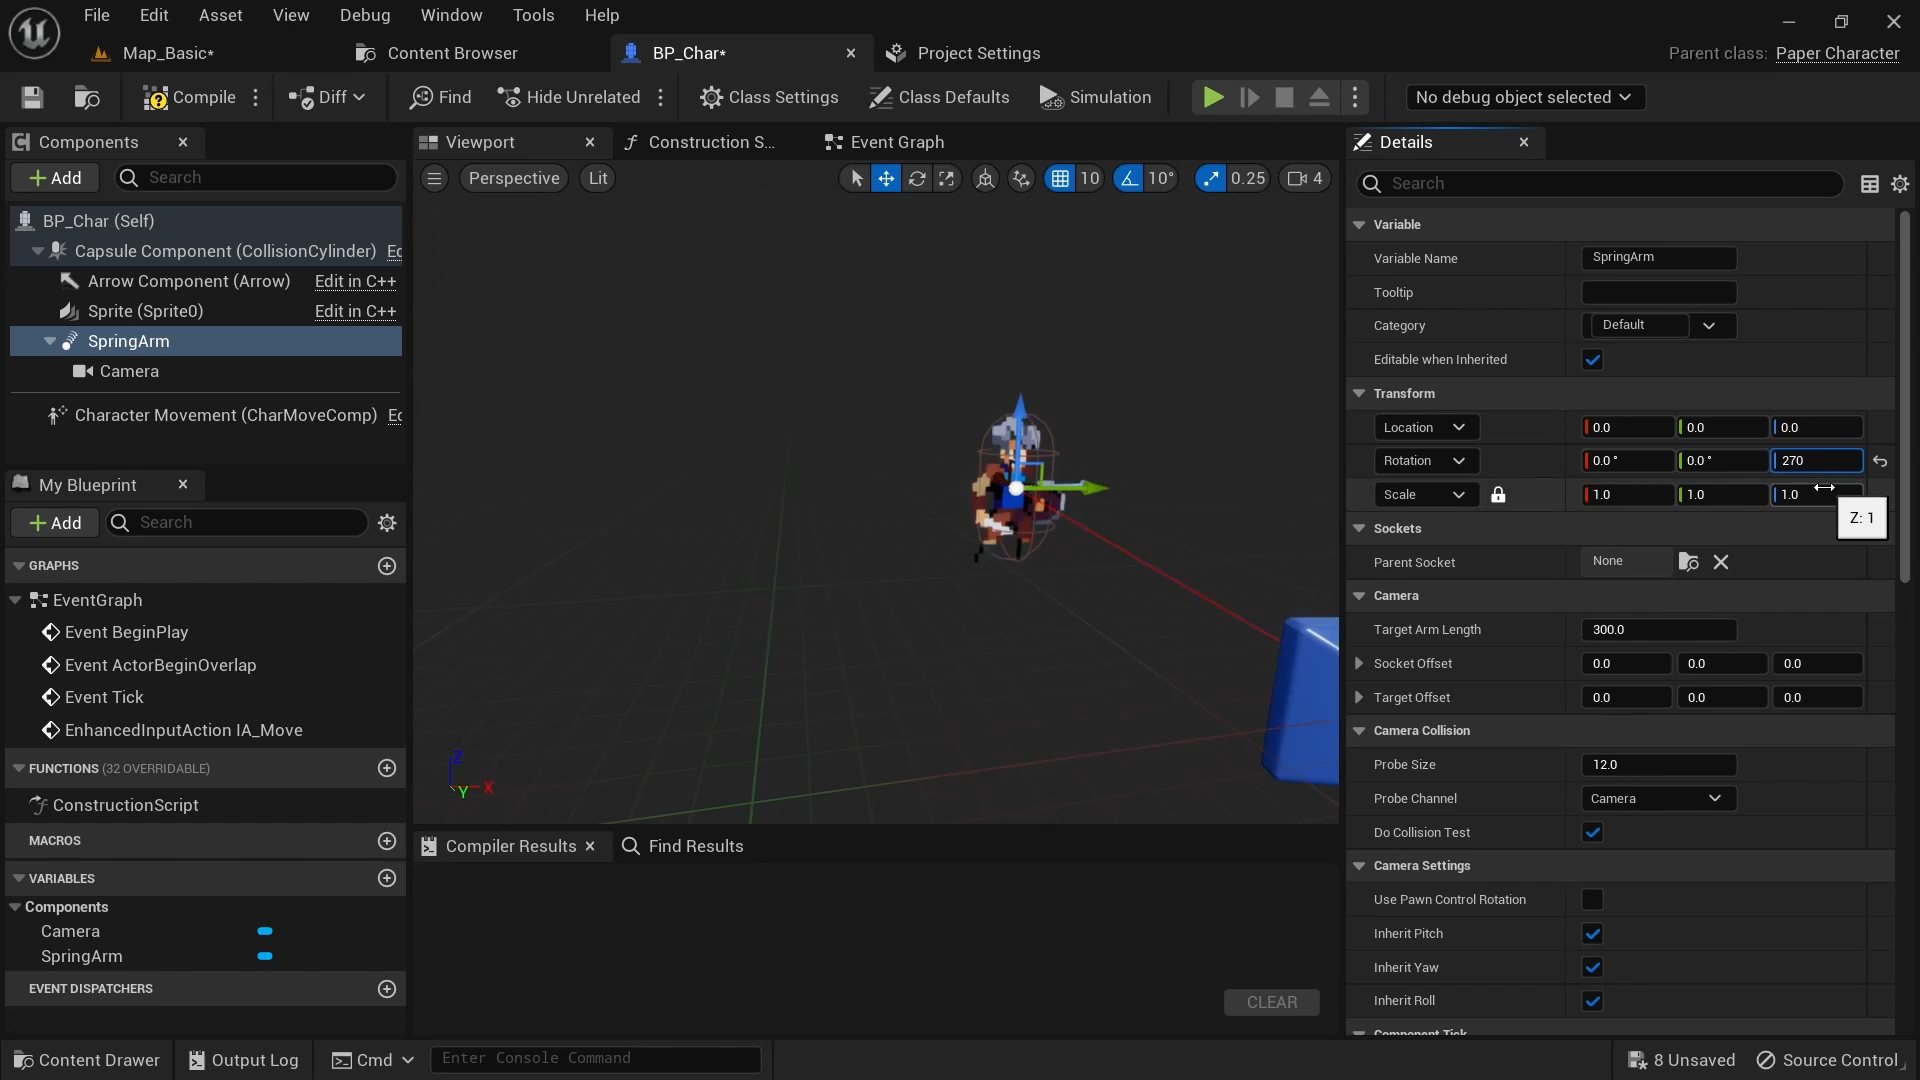 File Edit Asset View Debug Window Tools Help
Map_Basic* Content Browser BP_Char* Project Settings Parent class: Paper Character
Compile Diff Find Hide Unrelated Class Settings Class Defaults Simulation No debug object selected
Components Viewport Construction S... Event Graph Details
Add Search Perspective Lit 10 10° 0.25 4 Search
BP_Char (Self)
Capsule Component (CollisionCylinder) Ec
Arrow Component (Arrow) Edit in C++
Sprite (Sprite0) Edit in C++
SpringArm
Camera
Character Movement (CharMoveComp) Ec
My Blueprint
Add Search
GRAPHS
EventGraph
Event BeginPlay
Event ActorBeginOverlap
Event Tick
EnhancedInputAction IA_Move
FUNCTIONS (32 OVERRIDABLE)
ConstructionScript
MACROS
VARIABLES
Components
Camera
SpringArm
EVENT DISPATCHERS
Z
Y X
Compiler Results Find Results
CLEAR
Variable
Variable Name SpringArm
Tooltip
Category Default
Editable when Inherited
Transform
Location 0.0 0.0 0.0
Rotation 0.0 ° 0.0 ° 270
Scale 1.0 1.0 1.0
Z: 1
Sockets
Parent Socket None
Camera
Target Arm Length 300.0
Socket Offset 0.0 0.0 0.0
Target Offset 0.0 0.0 0.0
Camera Collision
Probe Size 12.0
Probe Channel Camera
Do Collision Test
Camera Settings
Use Pawn Control Rotation
Inherit Pitch
Inherit Yaw
Inherit Roll
Component Tick
Content Drawer Output Log Cmd Enter Console Command 8 Unsaved Source Control